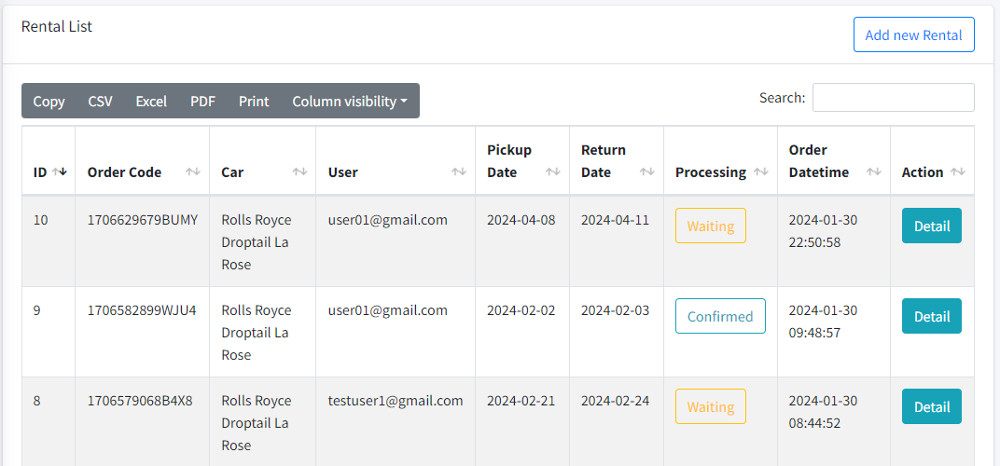 Rental List
Add new Rental
Copy CSV Excel PDF Print Column visibility
Search:
Pickup Return Order
ID Order Code Car User Date Date Processing Datetime Action
10 1706629679BUMY Rolls Royce user01@gmail.com 2024-04-08 2024-04-11 Waiting 2024-01-30 Detail
Droptail La 22:50:58
Rose
9 1706582899WJU4 Rolls Royce user01@gmail.com 2024-02-02 2024-02-03 Confirmed 2024-01-30 Detail
Droptail La 09:48:57
Rose
8 1706579068B4X8 Rolls Royce testuser1@gmail.com 2024-02-21 2024-02-24 Waiting 2024-01-30 Detail
Droptail La 08:44:52
Rose